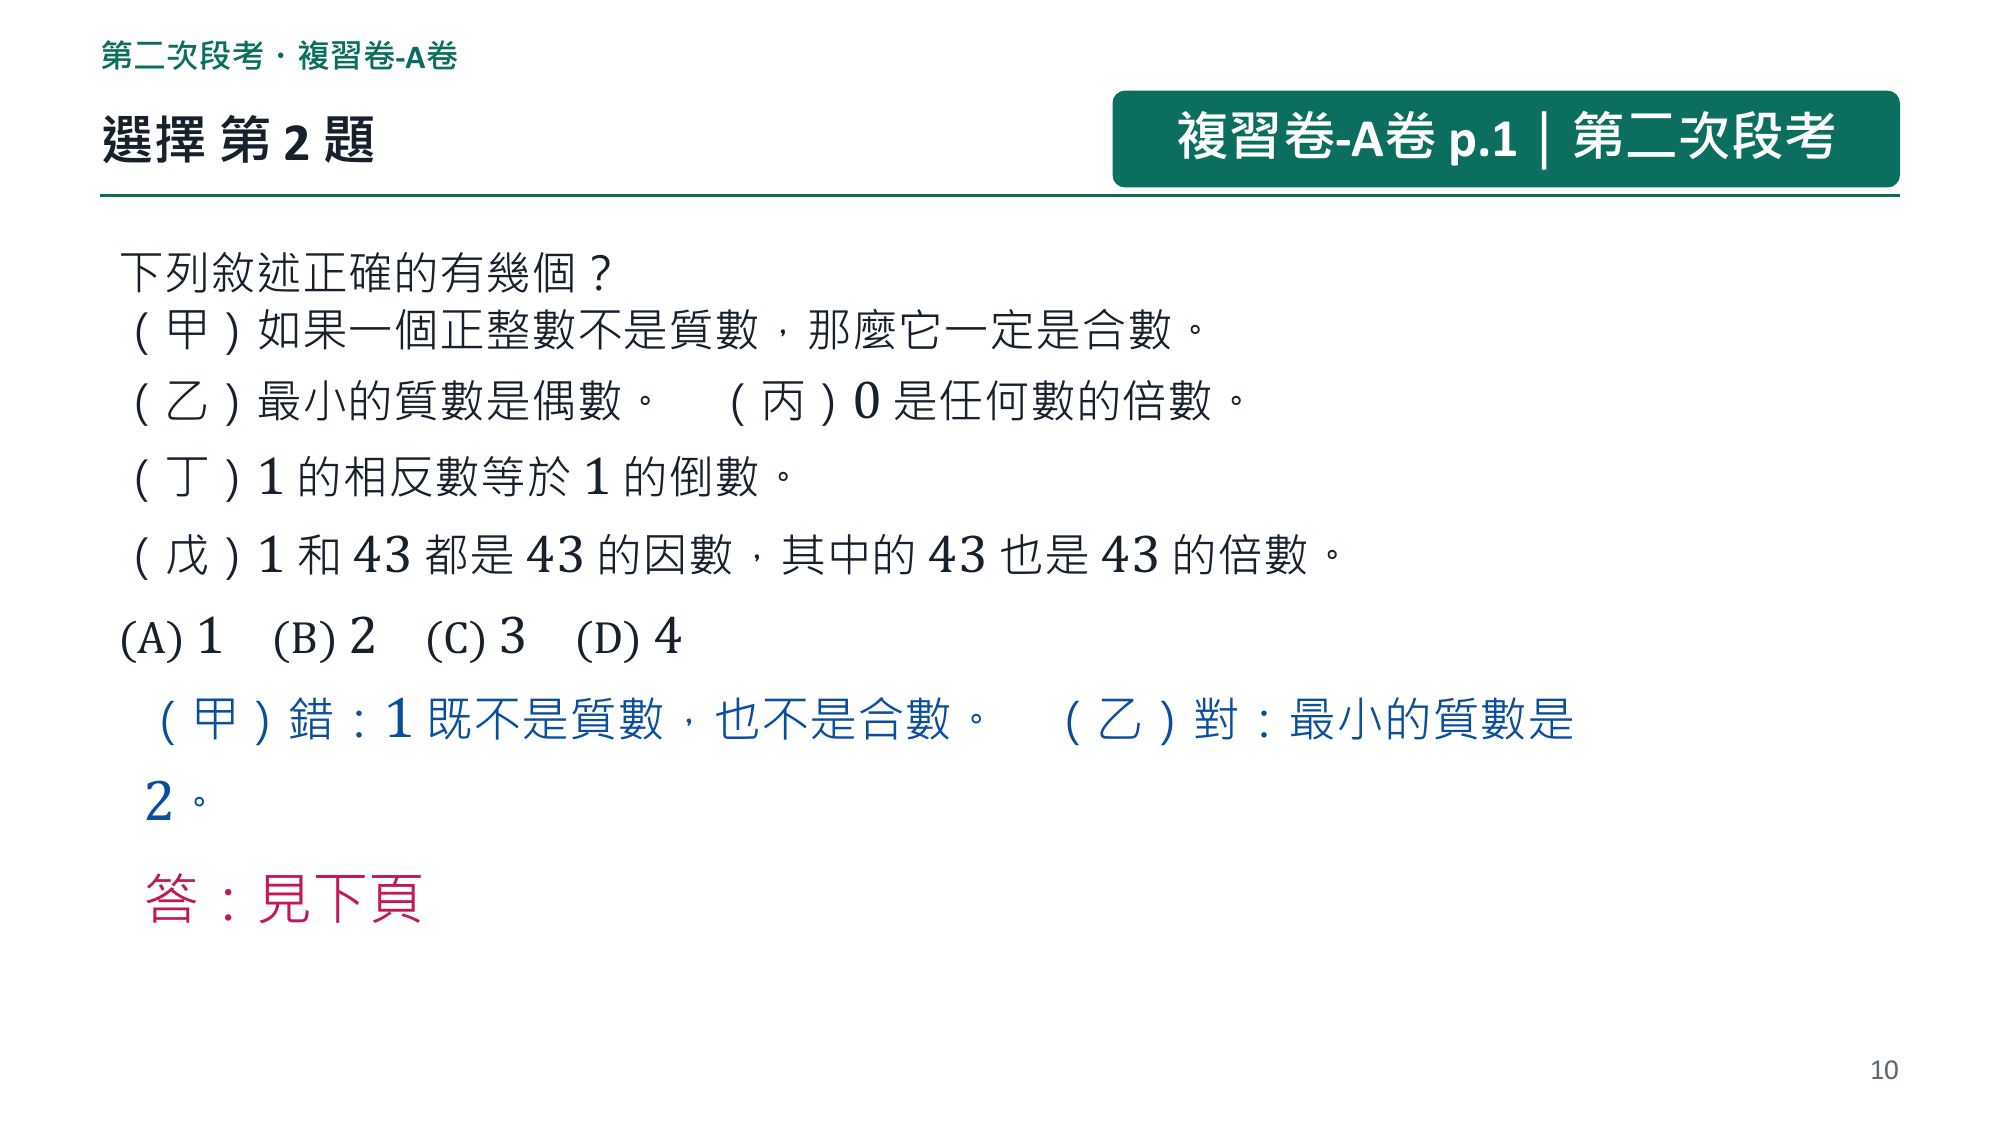 第二次段考・複習卷-A卷
選擇 第 2 題
複習卷-A卷 p.1｜第二次段考
下列敘述正確的有幾個？
（甲）如果一個正整數不是質數，那麼它一定是合數。
（乙）最小的質數是偶數。 （丙）0 是任何數的倍數。
（丁）1 的相反數等於 1 的倒數。
（戊）1 和 43 都是 43 的因數，其中的 43 也是 43 的倍數。
(A) 1 (B) 2 (C) 3 (D) 4
（甲）錯：1 既不是質數，也不是合數。 （乙）對：最小的質數是
2。
答：見下頁
10